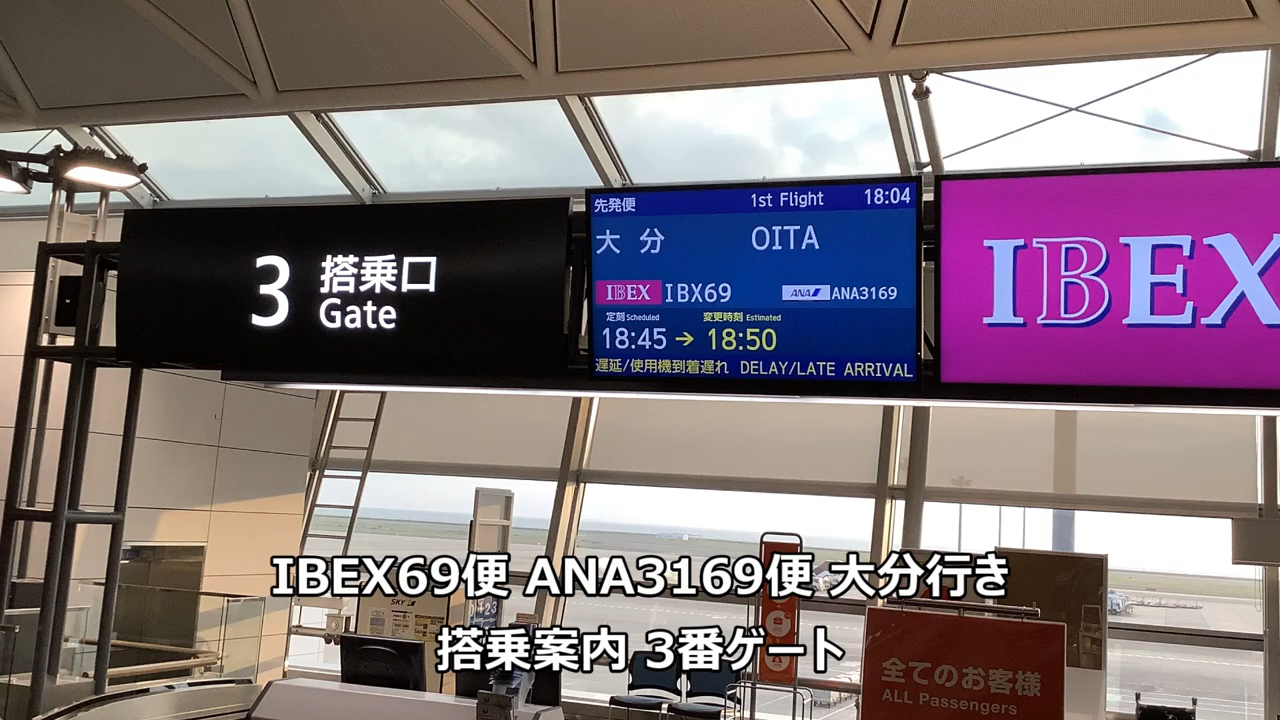 3 搭乗口
Gate
先発便 1st Flight 18:04
大 分 OITA
IBEX IBX69 ANA ANA3169
定刻 Scheduled 変更時刻 Estimated
18:45 → 18:50
遅延/使用機到着遅れ DELAY/LATE ARRIVAL
IBEX
SKY
IBEX69便 ANA3169便 大分行き
搭乗案内 3番ゲート
全てのお客様
ALL Passengers